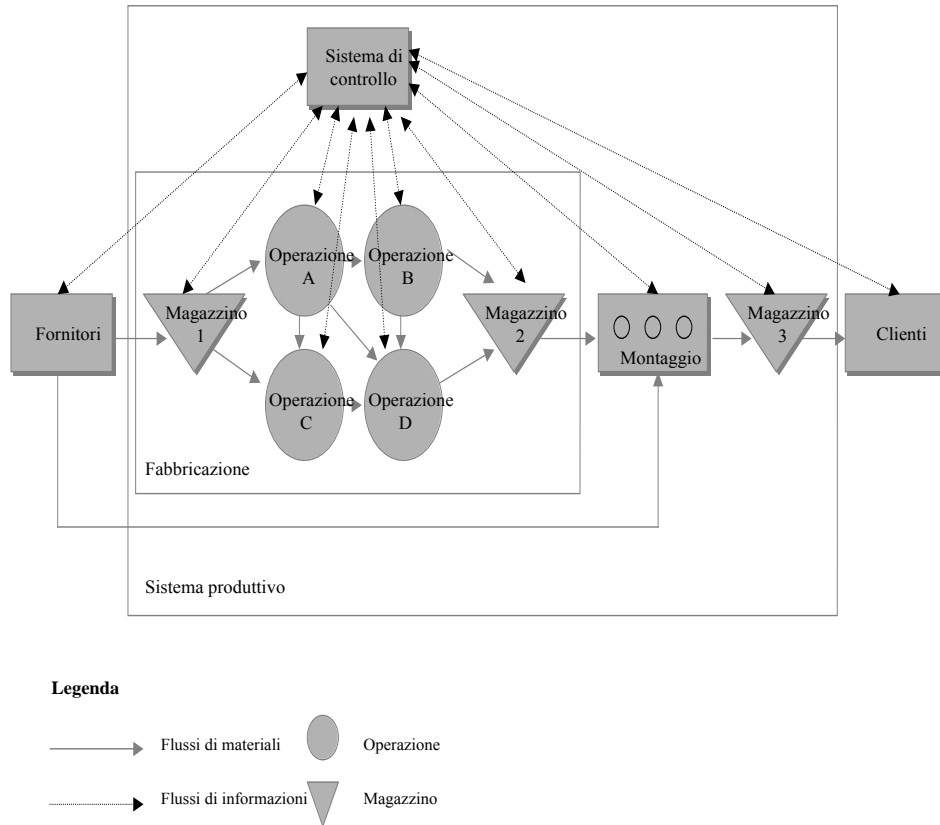 Sistema di
controllo
Operazione
A
Operazione
B
Fornitori
Magazzino
1
Magazzino
2
Montaggio
Magazzino
3
Clienti
Operazione
C
Operazione
D
Fabbricazione
Sistema produttivo
Legenda
Flussi di materiali
Operazione
Flussi di informazioni
Magazzino